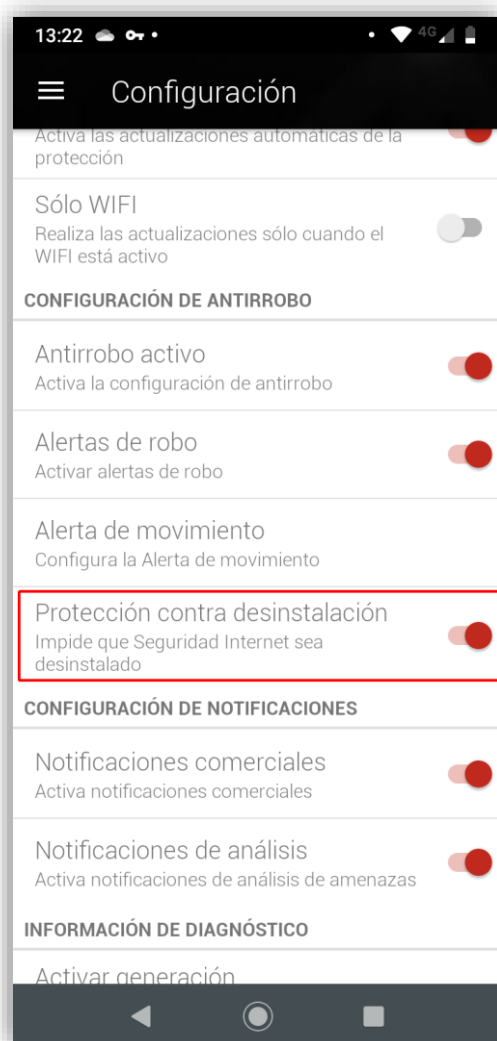 13:22
4G
Configuración
Activa las actualizaciones automáticas de la
protección
Sólo WIFI
Realiza las actualizaciones sólo cuando el
WIFI está activo
CONFIGURACIÓN DE ANTIRROBO
Antirrobo activo
Activa la configuración de antirrobo
Alertas de robo
Activar alertas de robo
Alerta de movimiento
Configura la Alerta de movimiento
Protección contra desinstalación
Impide que Seguridad Internet sea
desinstalado
CONFIGURACIÓN DE NOTIFICACIONES
Notificaciones comerciales
Activa notificaciones comerciales
Notificaciones de análisis
Activa notificaciones de análisis de amenazas
INFORMACIÓN DE DIAGNÓSTICO
Activar generación